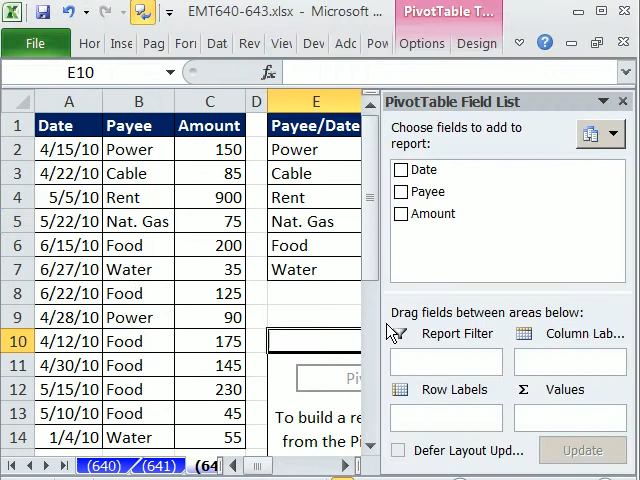 EMT640-643.xlsx - Microsoft ...
PivotTable T...
File Ho Inse Pag For Dat Rev Vie De Adc Pow Options Design
E10 fx
A B C D E
1 Date Payee Amount Payee/Date
2 4/15/10 Power 150 Power
3 4/22/10 Cable 85 Cable
4 5/5/10 Rent 900 Rent
5 5/22/10 Nat. Gas 75 Nat. Gas
6 6/15/10 Food 200 Food
7 6/27/10 Water 35 Water
8 6/22/10 Food 125
9 4/28/10 Power 90
10 4/12/10 Food 175
11 4/30/10 Food 145
12 5/15/10 Food 230
13 5/10/10 Food 45
14 1/4/10 Water 55
Pi
To build a re
from the Pi
(640) (641) (64
PivotTable Field List
Choose fields to add to
report:
Date
Payee
Amount
Drag fields between areas below:
Report Filter Column Lab...
Row Labels Σ Values
Defer Layout Upd... Update